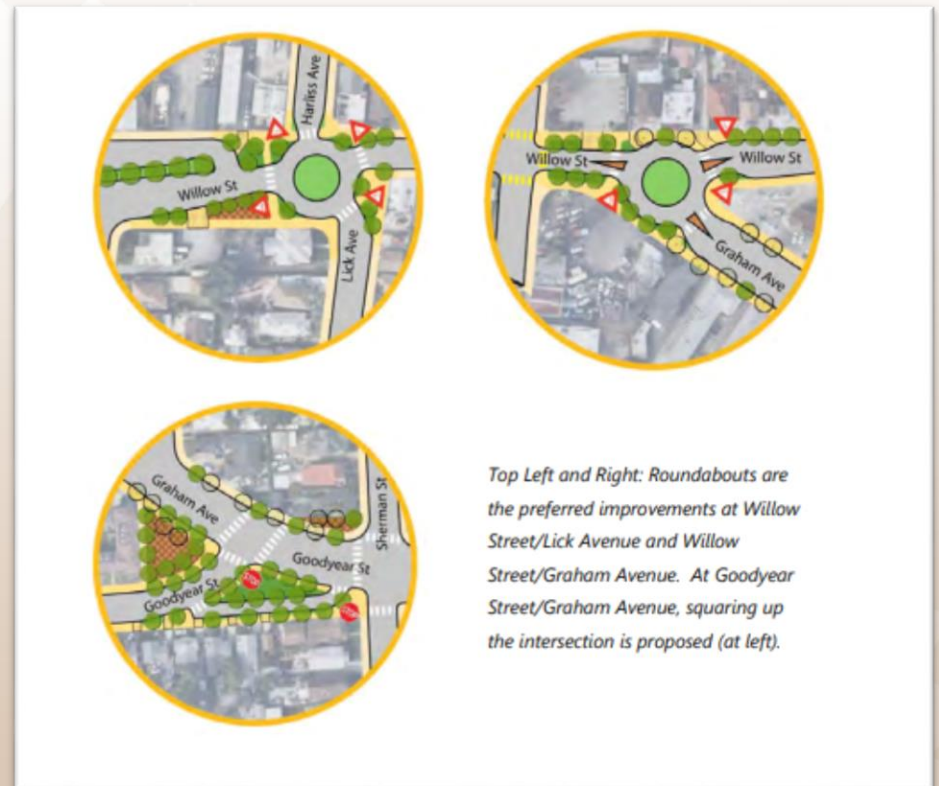 Harliss Ave
Willow St
Lick Ave
Willow St
Willow St
Graham Ave
Graham Ave
Sherman St
Goodyear St
STOP
Goodyear St
STOP
Top Left and Right: Roundabouts are
the preferred improvements at Willow
Street/Lick Avenue and Willow
Street/Graham Avenue. At Goodyear
Street/Graham Avenue, squaring up
the intersection is proposed (at left).